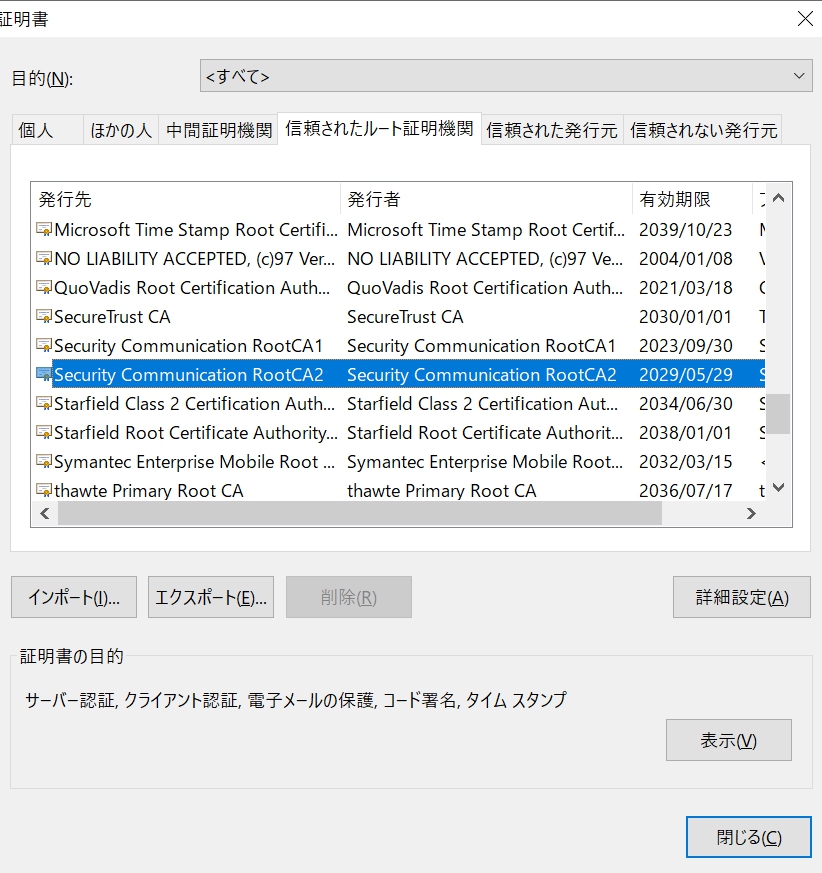 証明書
目的(N):
<すべて>
個人 ほかの人 中間証明機関 信頼されたルート証明機関 信頼された発行元 信頼されない発行元
発行先 発行者 有効期限 フ
Microsoft Time Stamp Root Certifi... Microsoft Time Stamp Root Certif... 2039/10/23 M
NO LIABILITY ACCEPTED, (c)97 Ver... NO LIABILITY ACCEPTED, (c)97 Ve... 2004/01/08 V
QuoVadis Root Certification Auth... QuoVadis Root Certification Auth... 2021/03/18
SecureTrust CA SecureTrust CA 2030/01/01 T
Security Communication RootCA1 Security Communication RootCA1 2023/09/30 S
Security Communication RootCA2 Security Communication RootCA2 2029/05/29 S
Starfield Class 2 Certification Auth... Starfield Class 2 Certification Aut... 2034/06/30 S
Starfield Root Certificate Authority... Starfield Root Certificate Authorit... 2038/01/01 S
Symantec Enterprise Mobile Root ... Symantec Enterprise Mobile Root... 2032/03/15 <
thawte Primary Root CA thawte Primary Root CA 2036/07/17 t
インポート(I)... エクスポート(E)... 削除(R) 詳細設定(A)
証明書の目的
サーバー認証, クライアント認証, 電子メールの保護, コード署名, タイム スタンプ
表示(V)
閉じる(C)